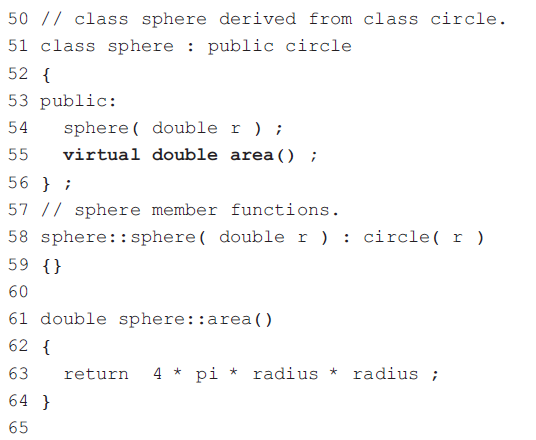 50 // class sphere derived from class circle.
51 class sphere : public circle
52 {
53 public:
54   sphere( double r ) ;
55   virtual double area() ;
56 } ;
57 // sphere member functions.
58 sphere::sphere( double r ) : circle( r )
59 {}
60
61 double sphere::area()
62 {
63   return  4 * pi * radius * radius ;
64 }
65